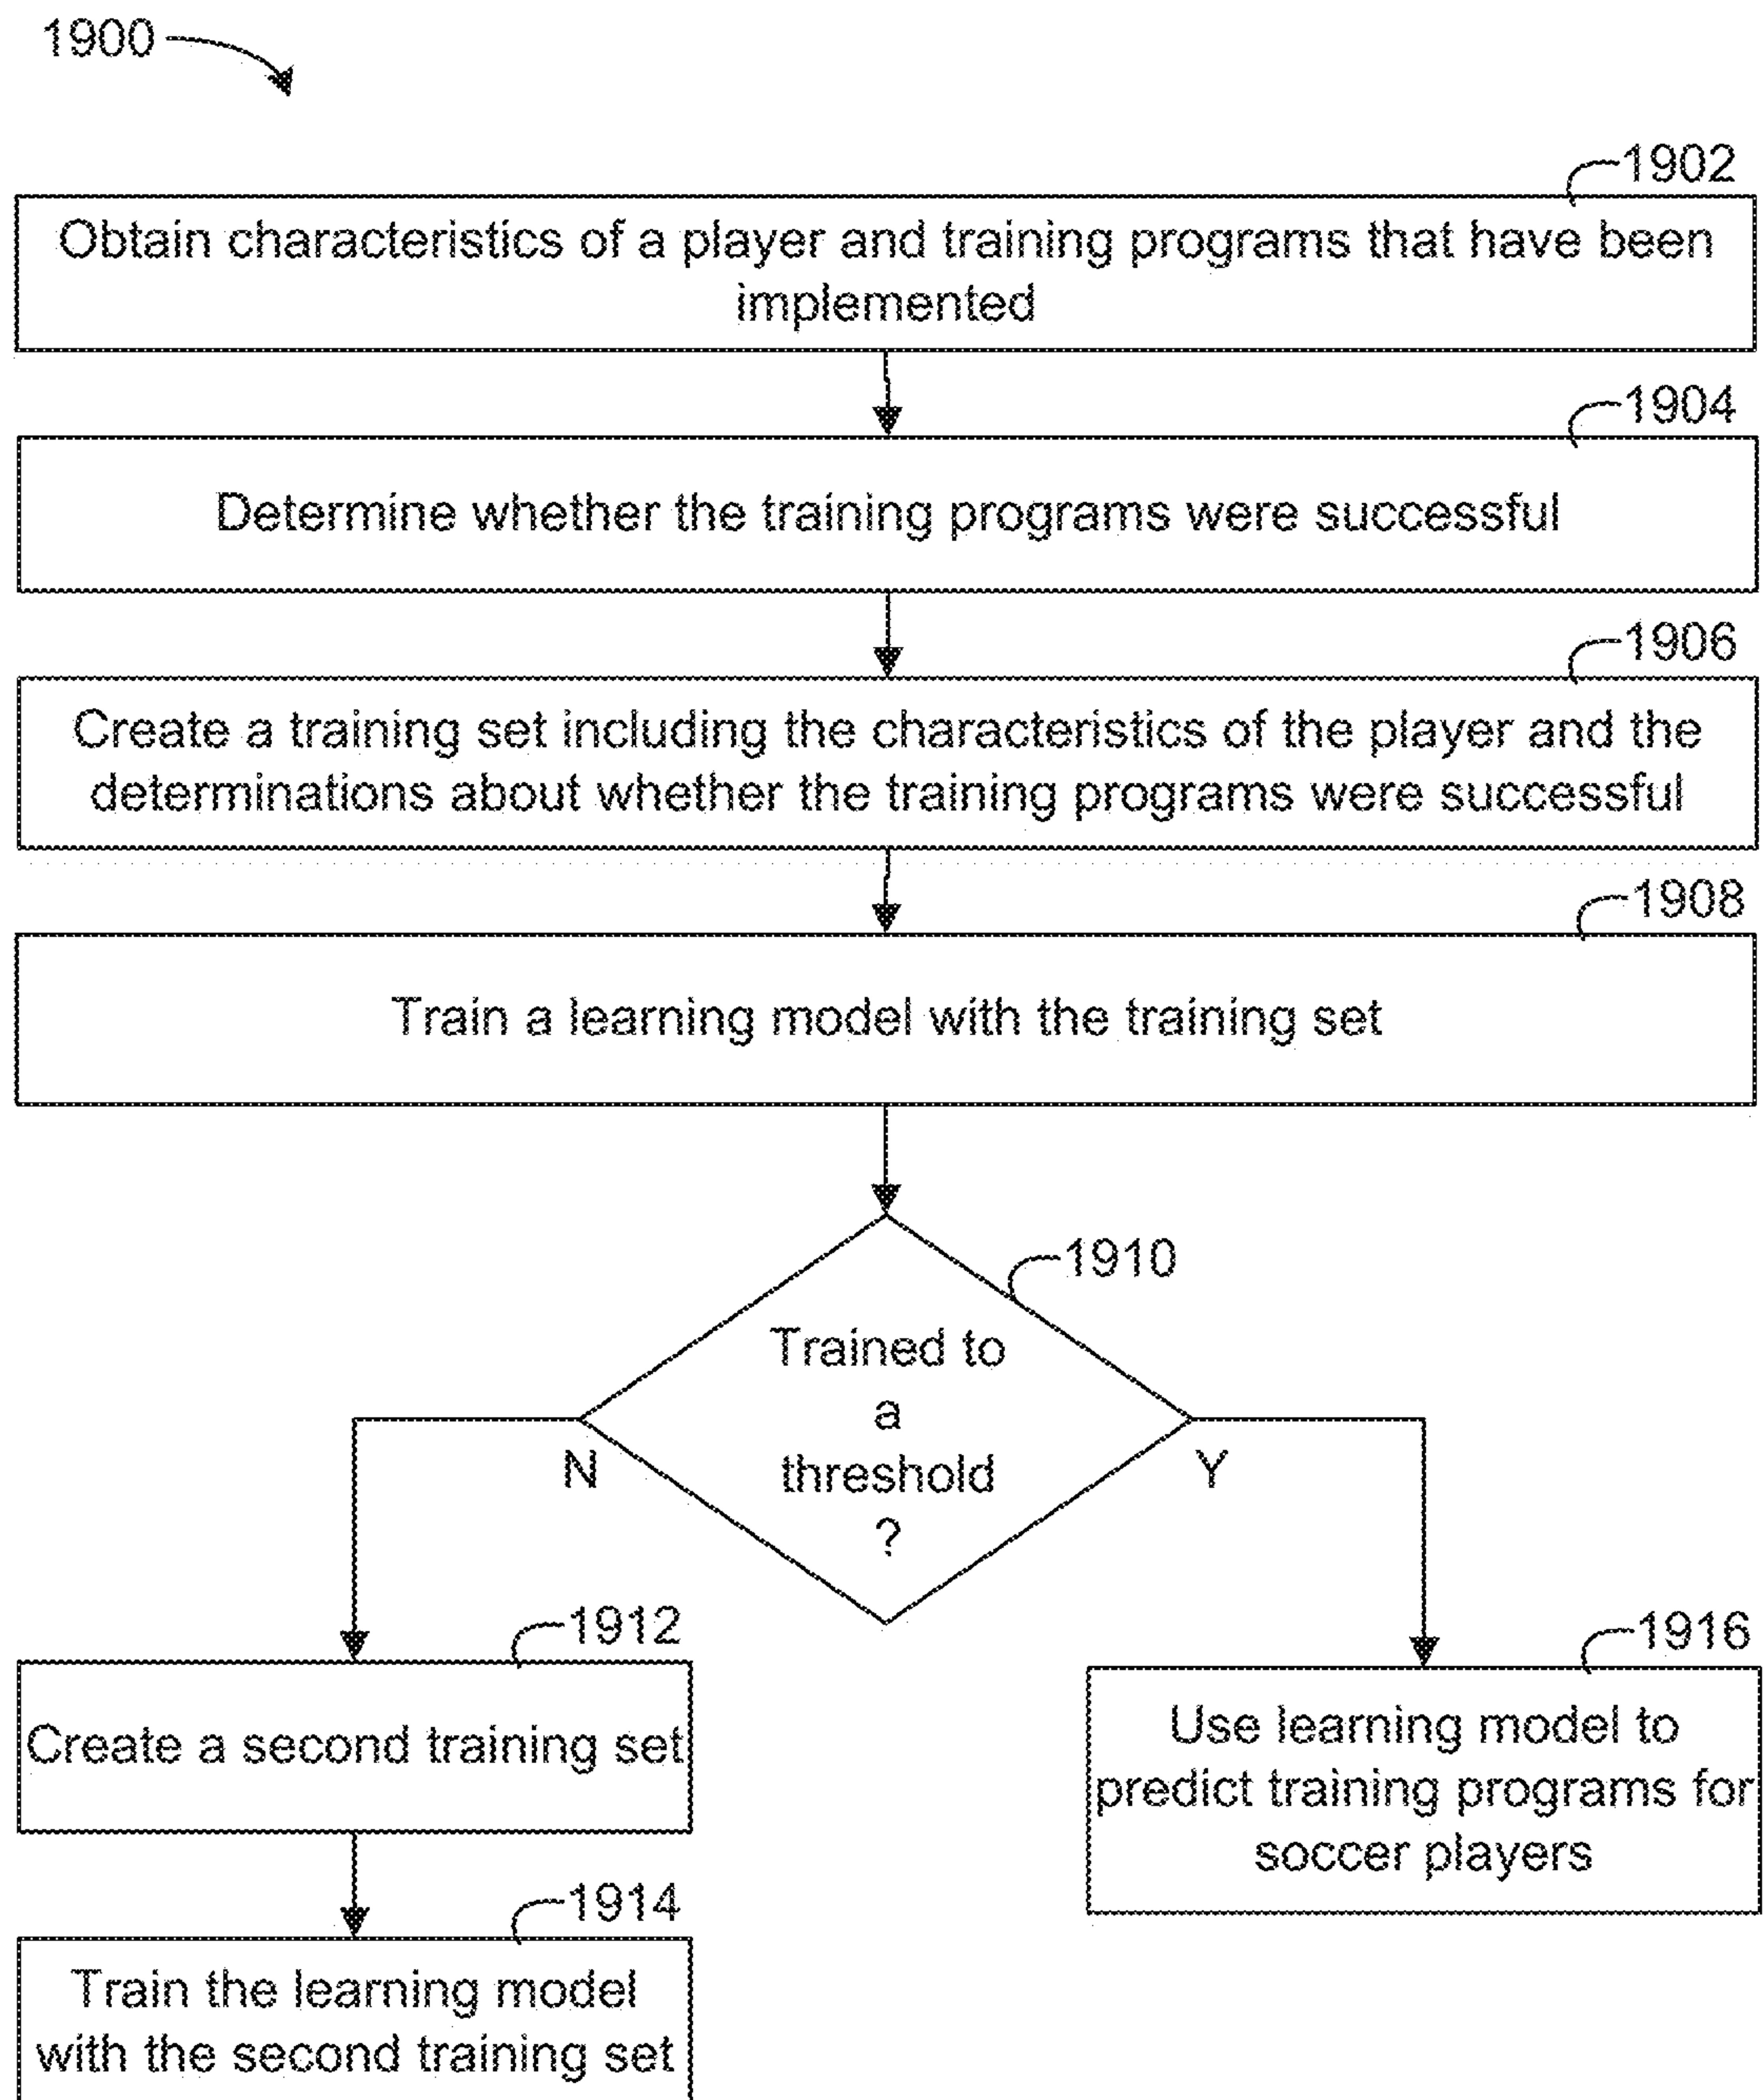 1900
1902
Obtain characteristics of a player and training programs that have been
implemented
1904
Determine whether the training programs were successful
1906
Create a training set including the characteristics of the player and the
determinations about whether the training programs were successful
1908
Train a learning model with the training set
1910
Trained to
a
threshold
?
N
Y
1912
Create a second training set
1914
Train the learning model
with the second training set
1916
Use learning model to
predict training programs for
soccer players